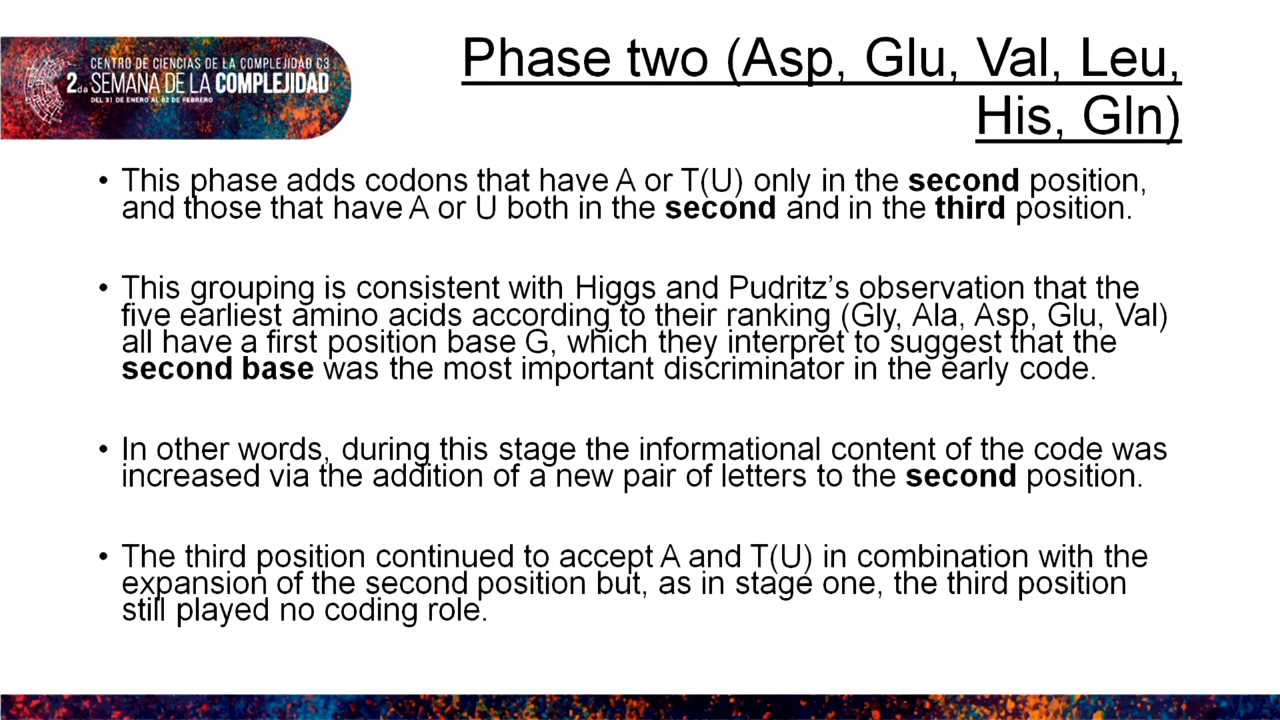 CENTRO DE CIENCIAS DE LA COMPLEJIDAD C3
2.da SEMANA DE LA COMPLEJIDAD
DEL 31 DE ENERO AL 02 DE FEBRERO
Phase two (Asp, Glu, Val, Leu,
His, Gln)
• This phase adds codons that have A or T(U) only in the second position,
and those that have A or U both in the second and in the third position.
• This grouping is consistent with Higgs and Pudritz’s observation that the
five earliest amino acids according to their ranking (Gly, Ala, Asp, Glu, Val)
all have a first position base G, which they interpret to suggest that the
second base was the most important discriminator in the early code.
• In other words, during this stage the informational content of the code was
increased via the addition of a new pair of letters to the second position.
• The third position continued to accept A and T(U) in combination with the
expansion of the second position but, as in stage one, the third position
still played no coding role.